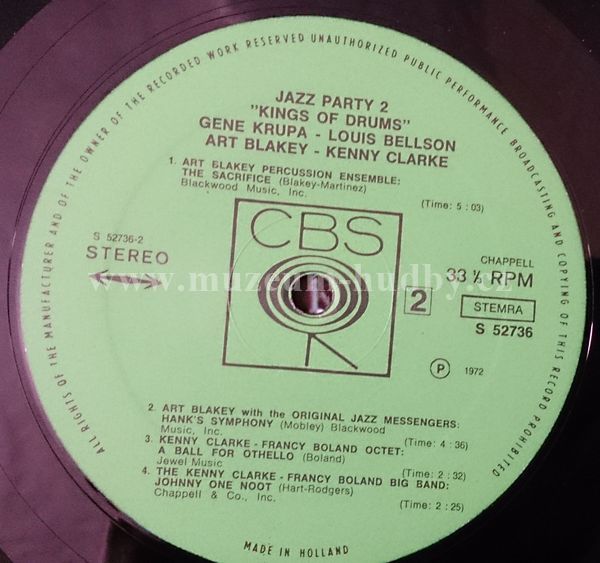 ALL RIGHTS OF THE MANUFACTURER AND OF THE OWNER OF THE RECORDED WORK RESERVED UNAUTHORIZED PUBLIC PERFORMANCE BROADCASTING AND COPYING OF THIS RECORD PROHIBITED
JAZZ PARTY 2
"KINGS OF DRUMS"
GENE KRUPA - LOUIS BELLSON
ART BLAKEY - KENNY CLARKE
1. ART BLAKEY PERCUSSION ENSEMBLE:
THE SACRIFICE (Blakey-Martinez)
Blackwood Music, Inc.
(Time: 5 : 03)
CBS
S 52736-2
STEREO
CHAPPELL
33 ⅓ RPM
2
STEMRA
S 52736
www.muzeum-hudby.cz
℗ 1972
2. ART BLAKEY with the ORIGINAL JAZZ MESSENGERS:
HANK'S SYMPHONY (Mobley) Blackwood
Music, Inc.
(Time: 4 : 36)
3. KENNY CLARKE - FRANCY BOLAND OCTET:
A BALL FOR OTHELLO (Boland)
Jewel Music
(Time: 2 : 32)
4. THE KENNY CLARKE - FRANCY BOLAND BIG BAND:
JOHNNY ONE NOOT (Hart-Rodgers)
Chappell & Co., Inc.
(Time: 2 : 25)
MADE IN HOLLAND